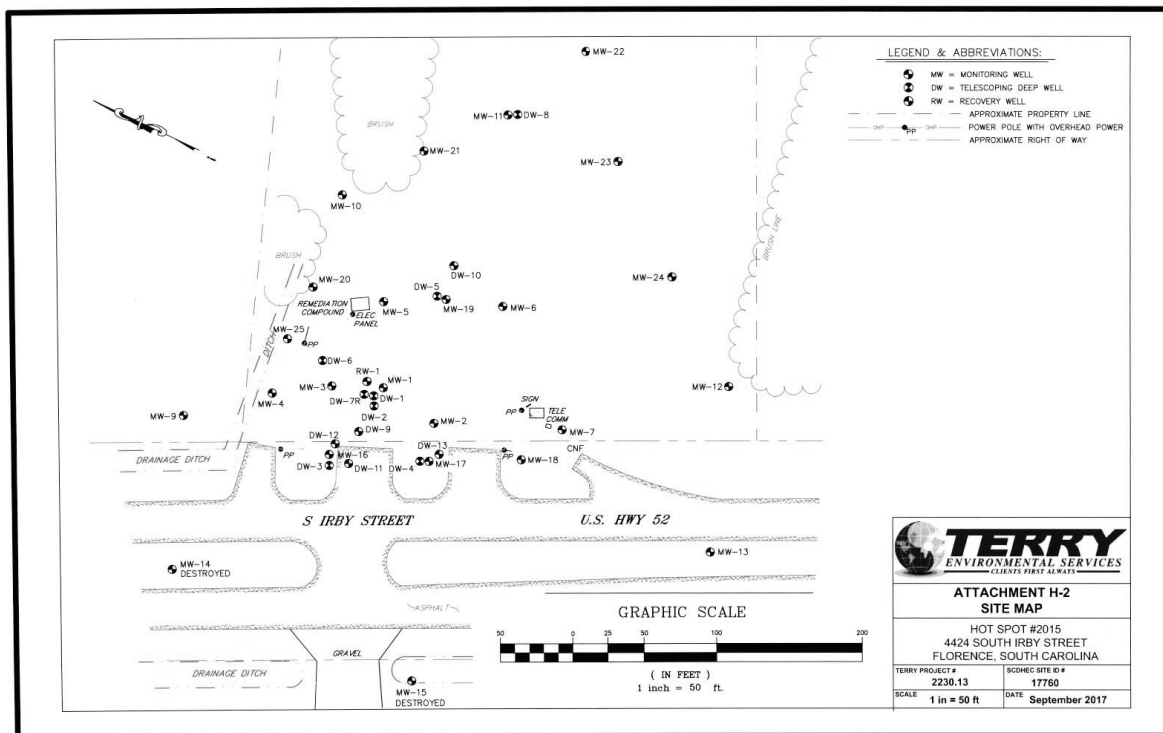 MW-22
LEGEND & ABBREVIATIONS:
MW = MONITORING WELL
DW = TELESCOPING DEEP WELL
RW = RECOVERY WELL
APPROXIMATE PROPERTY LINE
OHP PP OHP POWER POLE WITH OVERHEAD POWER
APPROXIMATE RIGHT OF WAY
BRUSH
MW-11 DW-8
MW-21
MW-23
MW-10
BRUSH
BRUSH LINE
DW-10
MW-20
DW-5
MW-24
REMEDIATION
COMPOUND
MW-5
MW-19
MW-6
ELEC
PANEL
MW-25
PP
DITCH
DW-6
RW-1
MW-3
MW-1
MW-12
MW-4
DW-7R
DW-1
SIGN
MW-9
DW-2
PP
TELE
COMM
DW-9
MW-2
MW-7
DW-12
DW-13
CNF
DRAINAGE DITCH
PP
MW-16
PP
MW-18
DW-3
DW-11
DW-4
MW-17
S IRBY STREET
U.S. HWY 52
MW-14
DESTROYED
MW-13
ASPHALT
GRAPHIC SCALE
50 0 25 50 100 200
( IN FEET )
1 inch = 50 ft.
GRAVEL
DRAINAGE DITCH
MW-15
DESTROYED
TERRY
ENVIRONMENTAL SERVICES
CLIENTS FIRST ALWAYS
ATTACHMENT H-2
SITE MAP
HOT SPOT #2015
4424 SOUTH IRBY STREET
FLORENCE, SOUTH CAROLINA
TERRY PROJECT #
2230.13
SCDHEC SITE ID #
17760
SCALE
1 in = 50 ft
DATE
September 2017